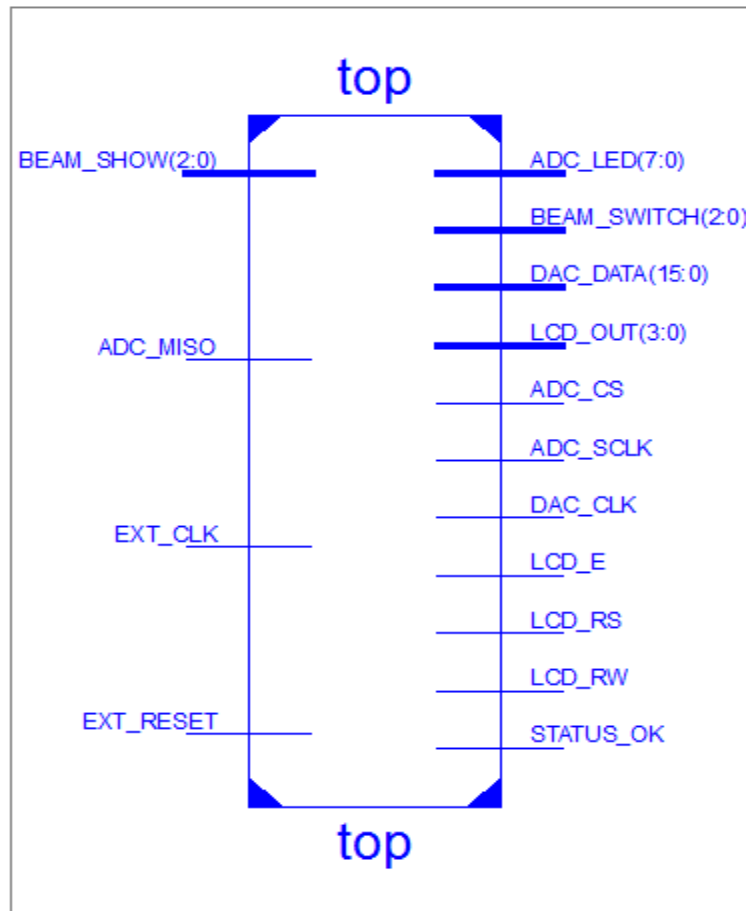 top
BEAM_SHOW(2:0)
ADC_LED(7:0)
BEAM_SWITCH(2:0)
DAC_DATA(15:0)
LCD_OUT(3:0)
ADC_MISO
ADC_CS
ADC_SCLK
DAC_CLK
EXT_CLK
LCD_E
LCD_RS
LCD_RW
EXT_RESET
STATUS_OK
top